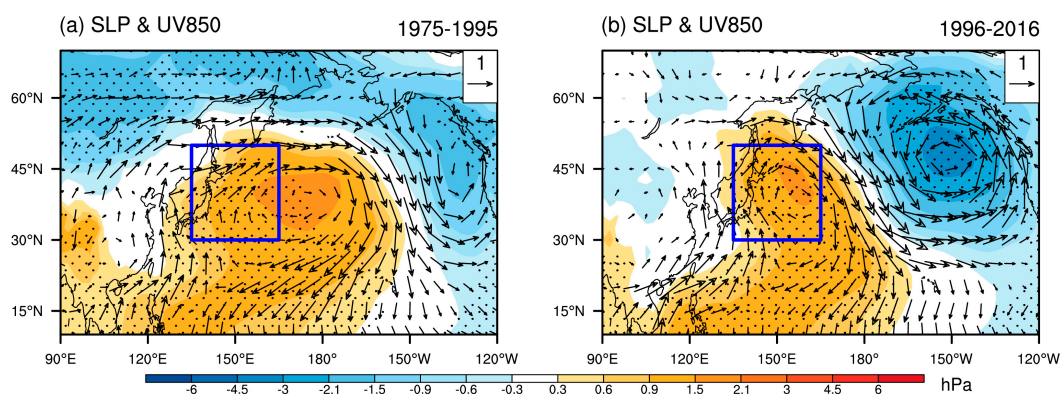 (a) SLP & UV850 1975-1995 (b) SLP & UV850 1996-2016
1 1
60°N 60°N
45°N 45°N
30°N 30°N
15°N 15°N
90°E 120°E 150°E 180° 150°W 120°W 90°E 120°E 150°E 180° 150°W 120°W
-6 -4.5 -3 -2.1 -1.5 -0.9 -0.6 -0.3 0.3 0.6 0.9 1.5 2.1 3 4.5 6 hPa